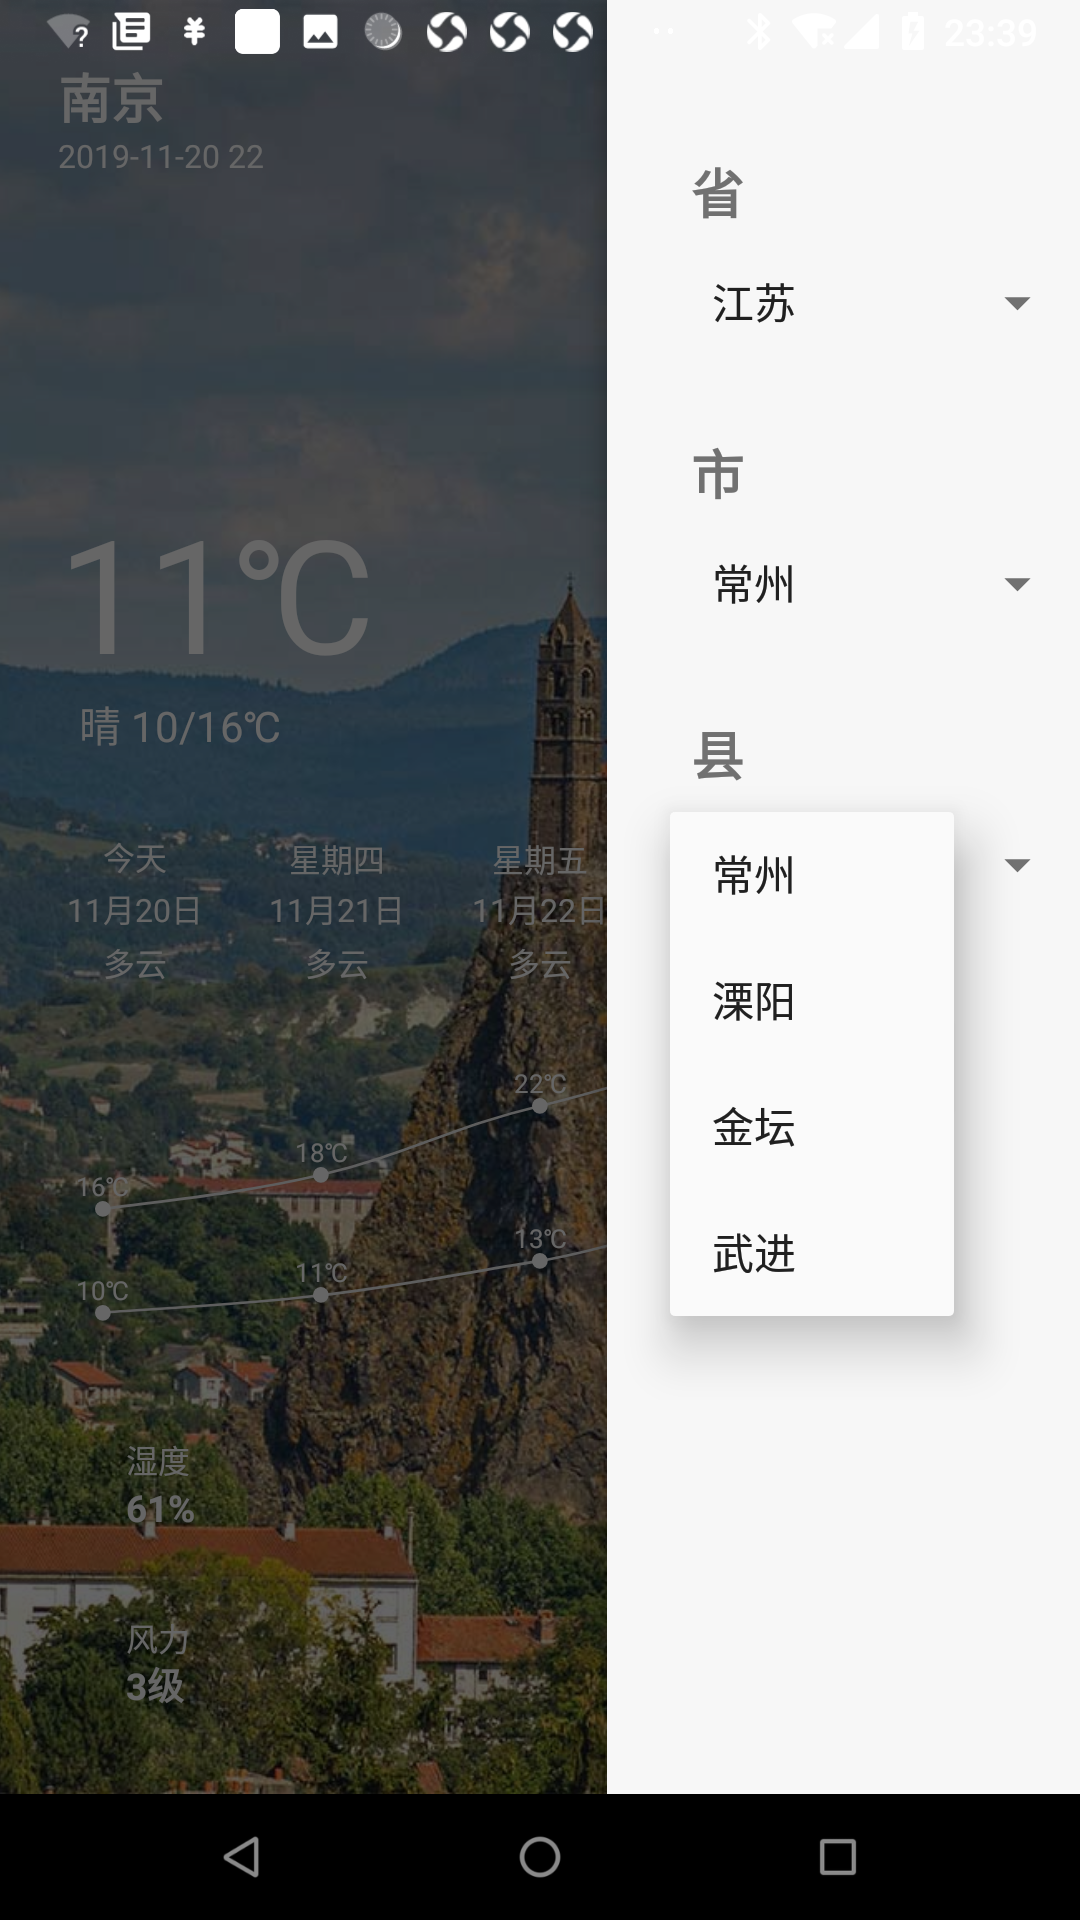 23:39
南京
2019-11-20 22
11℃
晴 10/16℃
今天
11月20日
多云
星期四
11月21日
多云
星期五
11月22日
多云
16℃
18℃
22℃
10℃
11℃
13℃
湿度
61%
风力
3级
省
江苏
市
常州
县
常州
溧阳
金坛
武进